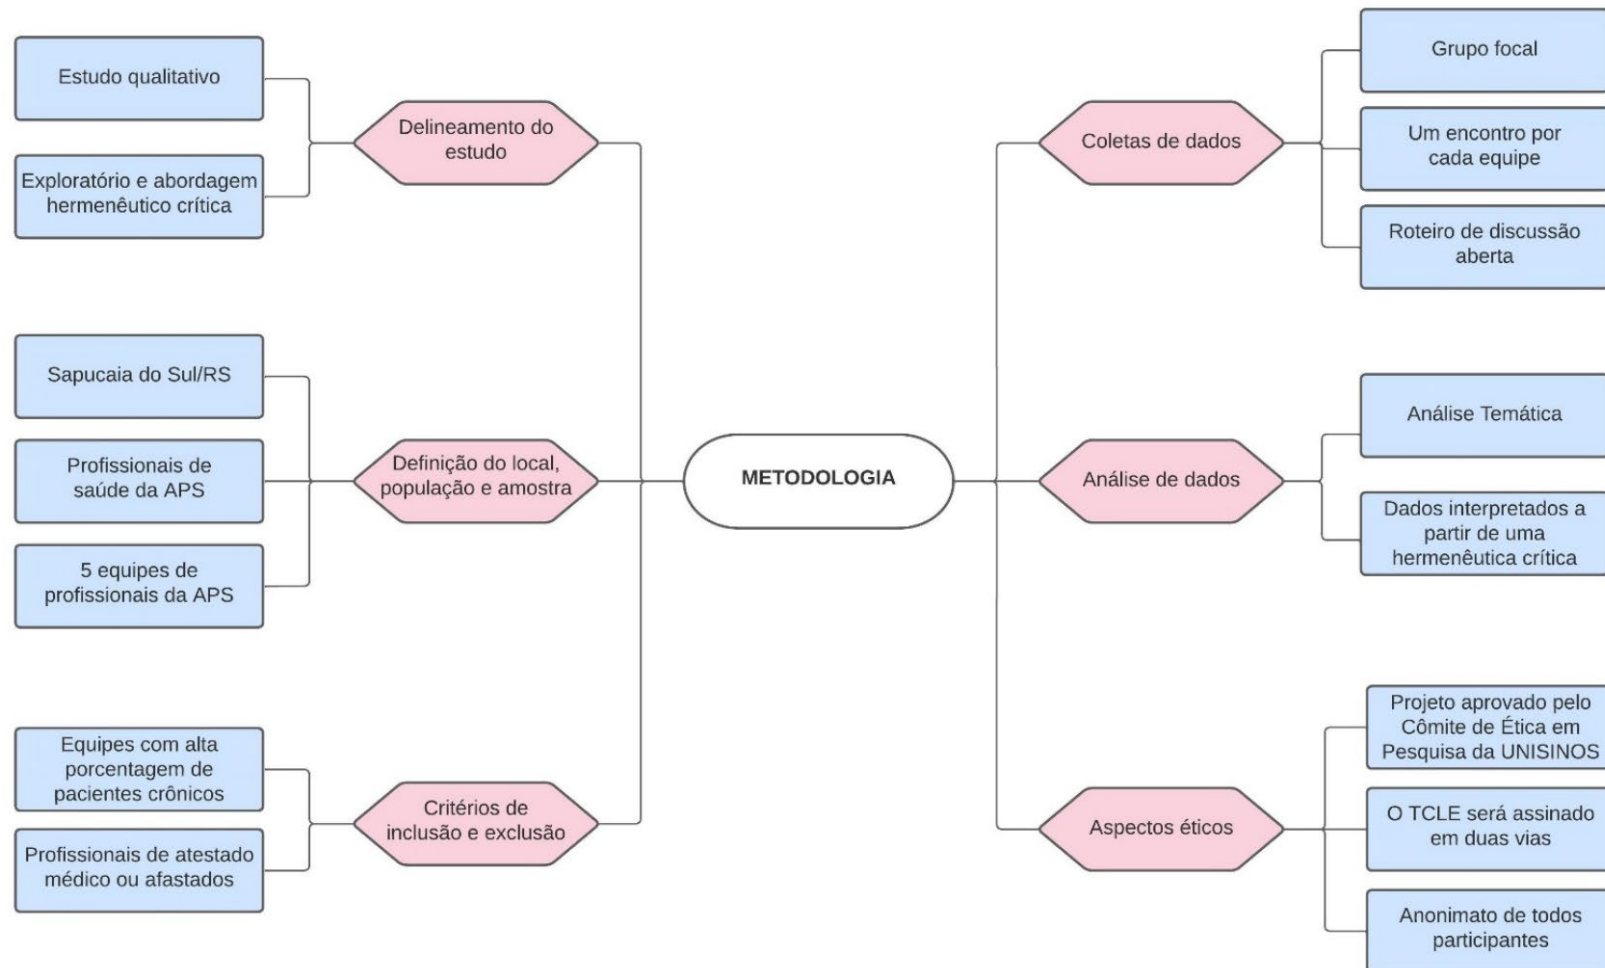 METODOLOGIA
Delineamento do
estudo
Estudo qualitativo
Exploratório e abordagem
hermenêutico crítica
Definição do local,
população e amostra
Sapucaia do Sul/RS
Profissionais de
saúde da APS
5 equipes de
profissionais da APS
Critérios de
inclusão e exclusão
Equipes com alta
porcentagem de
pacientes crônicos
Profissionais de atestado
médico ou afastados
Coletas de dados
Grupo focal
Um encontro por
cada equipe
Roteiro de discussão
aberta
Análise de dados
Análise Temática
Dados interpretados a
partir de uma
hermenêutica crítica
Aspectos éticos
Projeto aprovado pelo
Cômite de Ética em
Pesquisa da UNISINOS
O TCLE será assinado
em duas vias
Anonimato de todos
participantes